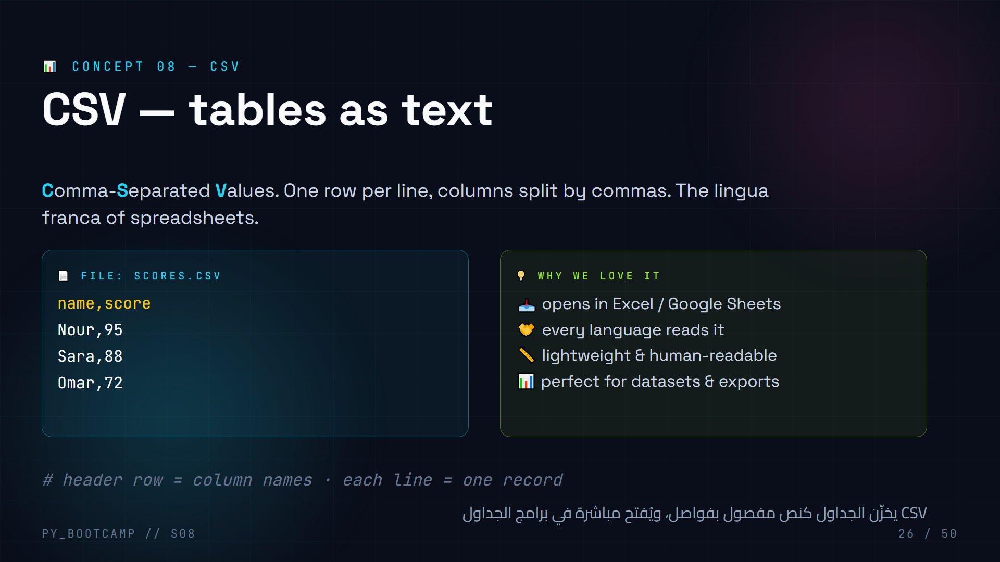 📊 CONCEPT 08 — CSV
CSV — tables as text
Comma-Separated Values. One row per line, columns split by commas. The lingua
franca of spreadsheets.
📄 FILE: SCORES.CSV
name,score
Nour,95
Sara,88
Omar,72
💡 WHY WE LOVE IT
📥 opens in Excel / Google Sheets
🤝 every language reads it
📏 lightweight & human-readable
📊 perfect for datasets & exports
# header row = column names · each line = one record
CSV يخزّن الجداول كنص مفصول بفواصل، ويُفتح مباشرة في برامج الجداول
PY_BOOTCAMP // S08
26 / 50